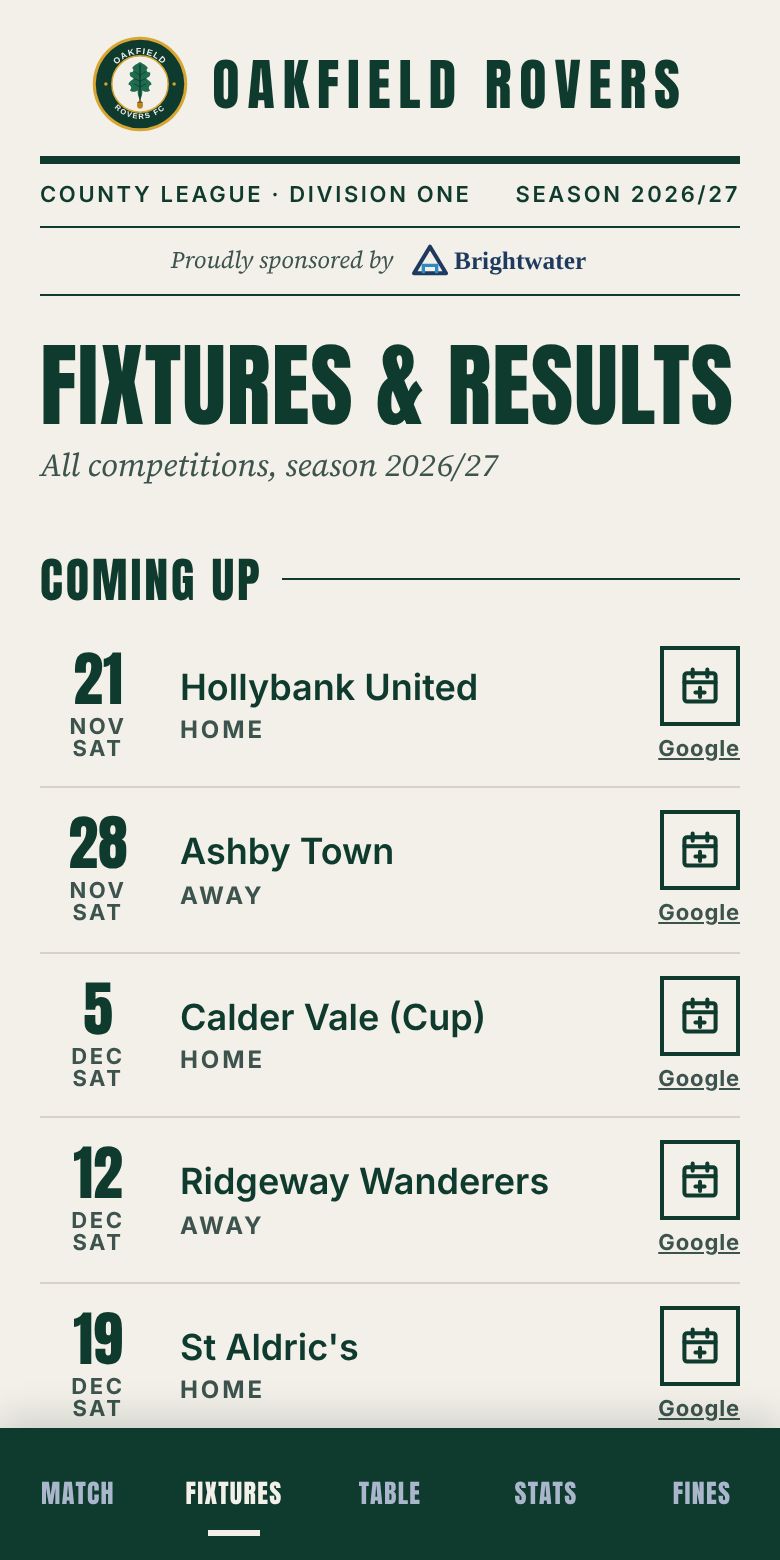 OAKFIELD
ROVERS FC
OAKFIELD ROVERS
COUNTY LEAGUE · DIVISION ONE
SEASON 2026/27
Proudly sponsored by Brightwater
FIXTURES & RESULTS
All competitions, season 2026/27
COMING UP
21
NOV
SAT
Hollybank United
HOME
Google
28
NOV
SAT
Ashby Town
AWAY
Google
5
DEC
SAT
Calder Vale (Cup)
HOME
Google
12
DEC
SAT
Ridgeway Wanderers
AWAY
Google
19
DEC
SAT
St Aldric's
HOME
Google
MATCH FIXTURES TABLE STATS FINES